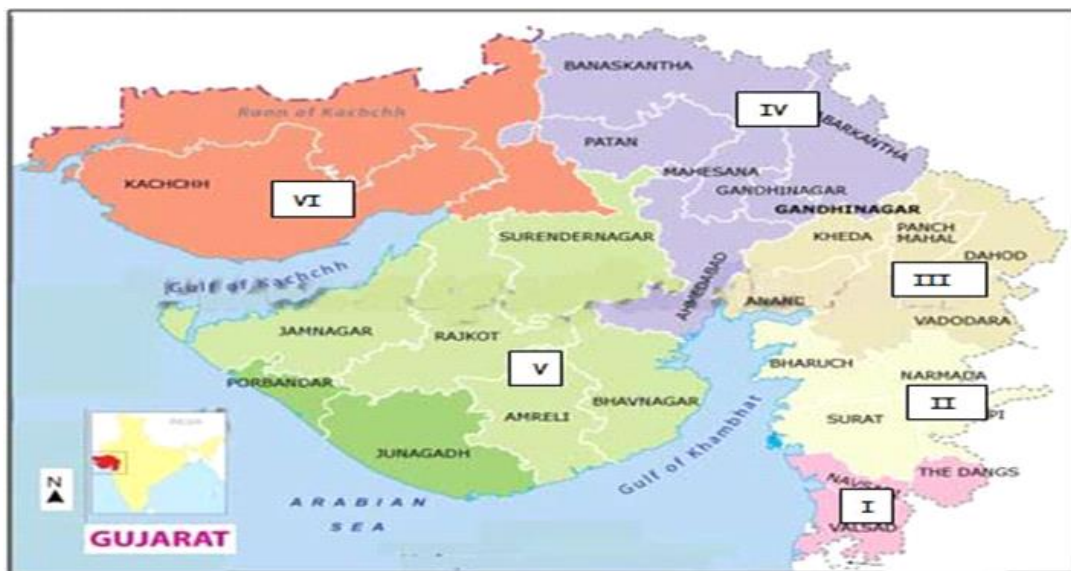 BANASKANTHA
IV
ABARKANTHA
Rann of Kachchh
PATAN
MAHESANA
KACHCHH
VI
GANDHINAGAR
GANDHINAGAR
PANCH
MAHAL
KHEDA
SURENDERNAGAR
DAHOD
III
Gulf of Kachchh
AHMEDABAD
ANAND
VADODARA
JAMNAGAR
RAJKOT
V
BHARUCH
NARMADA
PORBANDAR
BHAVNAGAR
II
AMRELI
SURAT
PI
Gulf of Khambhat
JUNAGADH
THE DANGS
N
ARABIAN
SEA
I
VALSAD
GUJARAT